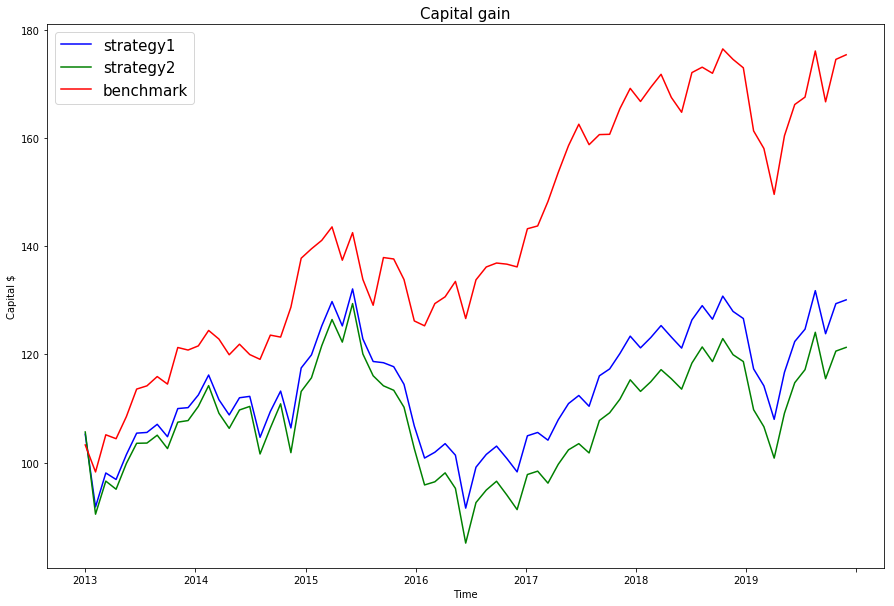 Capital gain
strategy1
strategy2
benchmark
180
160
140
120
100
Capital $
2013 2014 2015 2016 2017 2018 2019
Time